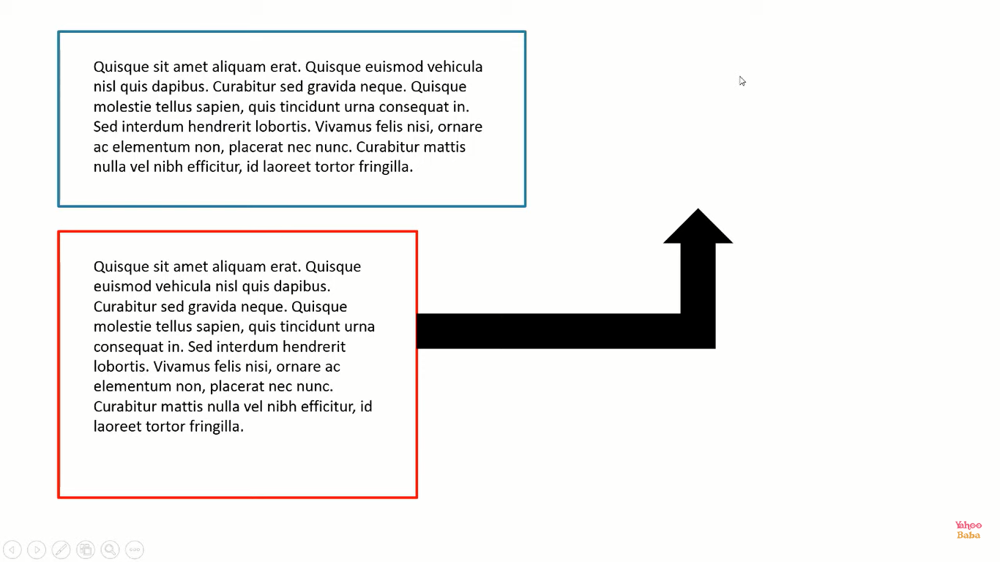 Quisque sit amet aliquam erat. Quisque euismod vehicula
nisl quis dapibus. Curabitur sed gravida neque. Quisque
molestie tellus sapien, quis tincidunt urna consequat in.
Sed interdum hendrerit lobortis. Vivamus felis nisi, ornare
ac elementum non, placerat nec nunc. Curabitur mattis
nulla vel nibh efficitur, id laoreet tortor fringilla.
Quisque sit amet aliquam erat. Quisque
euismod vehicula nisl quis dapibus.
Curabitur sed gravida neque. Quisque
molestie tellus sapien, quis tincidunt urna
consequat in. Sed interdum hendrerit
lobortis. Vivamus felis nisi, ornare ac
elementum non, placerat nec nunc.
Curabitur mattis nulla vel nibh efficitur, id
laoreet tortor fringilla.
Yahoo
Baba